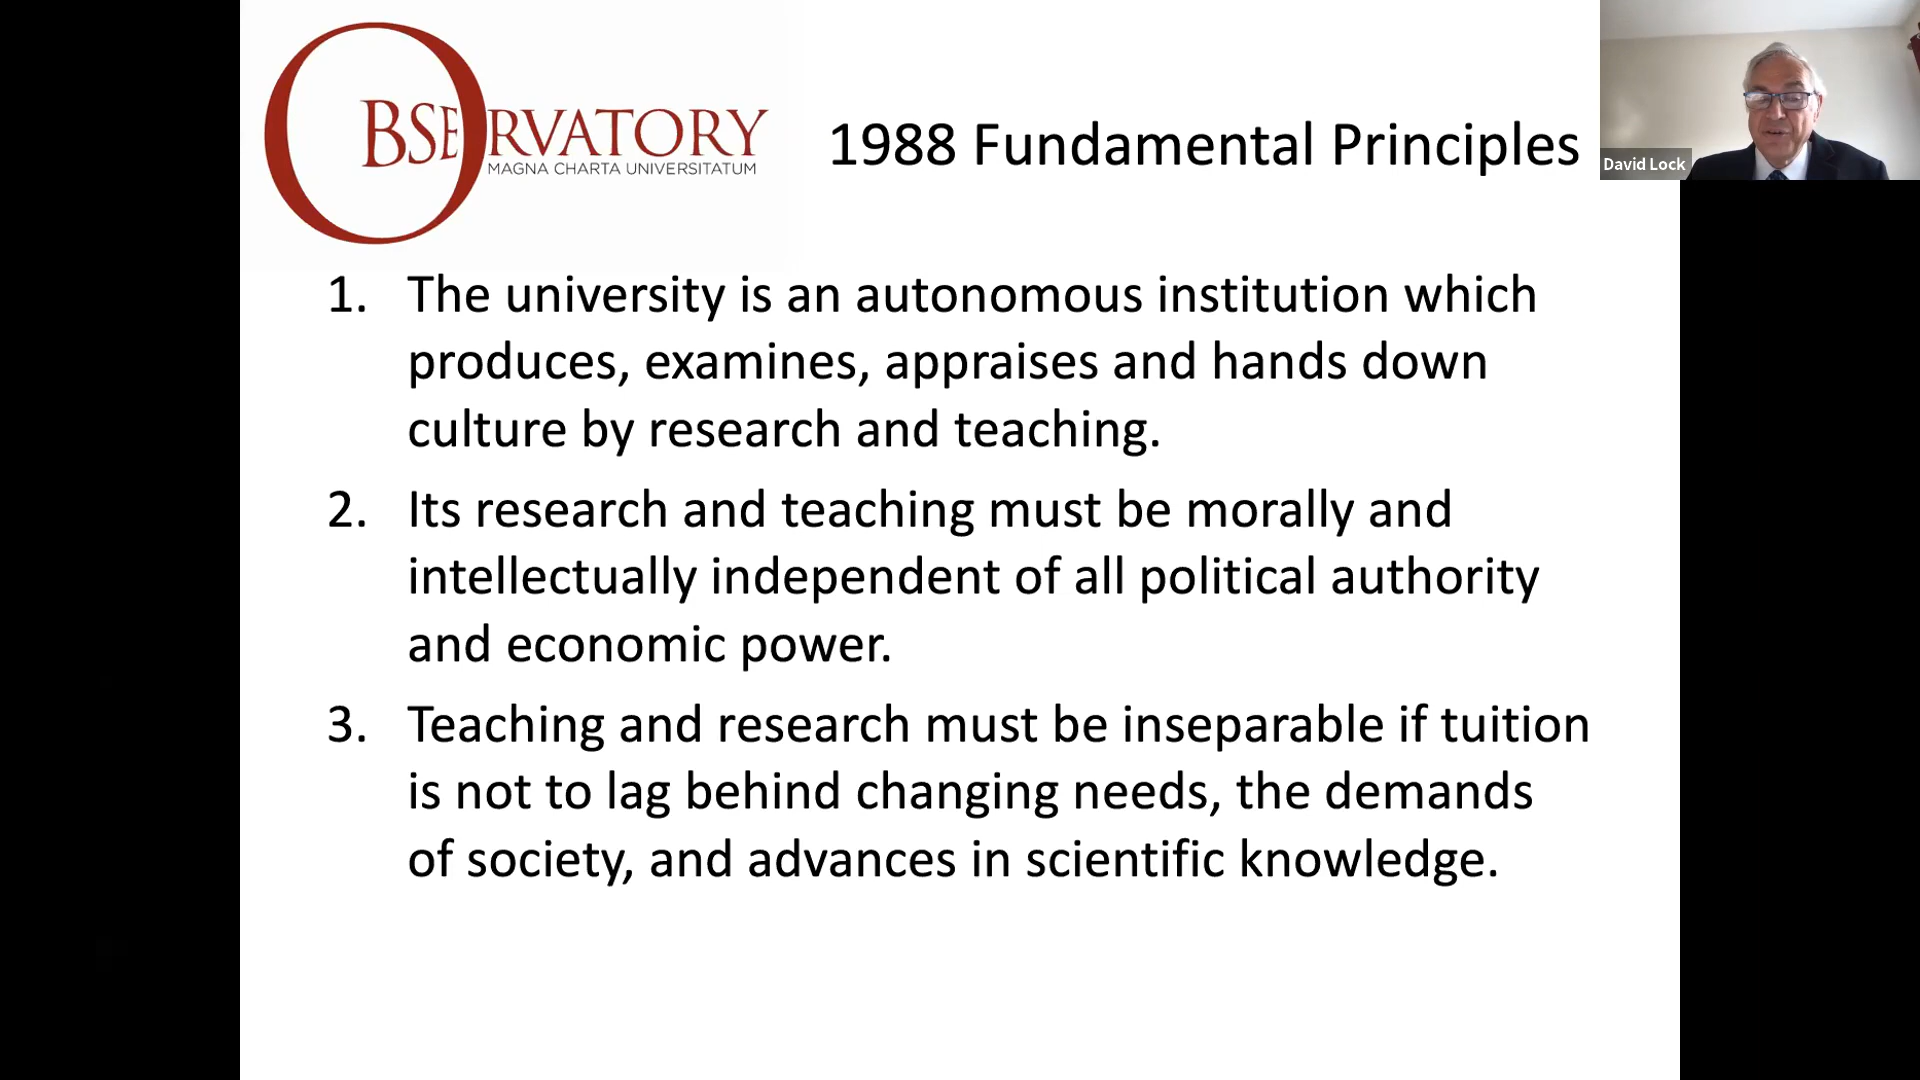 OBSERVATORY
MAGNA CHARTA UNIVERSITATUM
1988 Fundamental Principles
David Lock
1. The university is an autonomous institution which
produces, examines, appraises and hands down
culture by research and teaching.
2. Its research and teaching must be morally and
intellectually independent of all political authority
and economic power.
3. Teaching and research must be inseparable if tuition
is not to lag behind changing needs, the demands
of society, and advances in scientific knowledge.